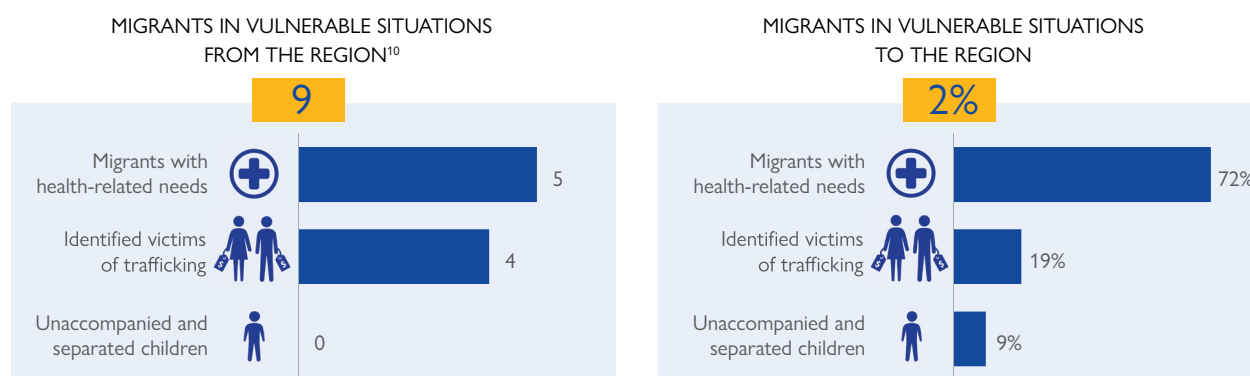 MIGRANTS IN VULNERABLE SITUATIONS
FROM THE REGION¹⁰
9
Migrants with
health-related needs
5
Identified victims
of trafficking
$
$
4
Unaccompanied and
separated children
0
MIGRANTS IN VULNERABLE SITUATIONS
TO THE REGION
2%
Migrants with
health-related needs
72%
Identified victims
of trafficking
$
$
19%
Unaccompanied and
separated children
9%